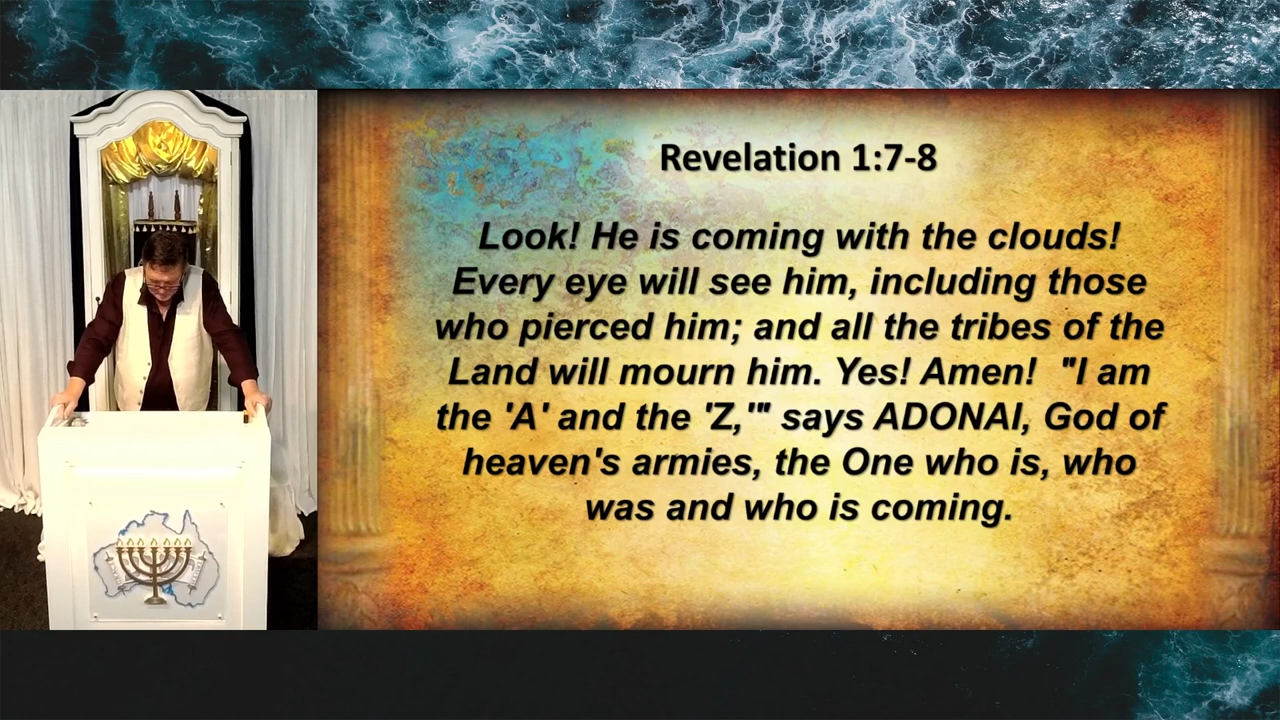 Revelation 1:7-8
Look! He is coming with the clouds!
Every eye will see him, including those
who pierced him; and all the tribes of the
Land will mourn him. Yes! Amen!  "I am
the 'A' and the 'Z,'" says ADONAI, God of
heaven's armies, the One who is, who
was and who is coming.